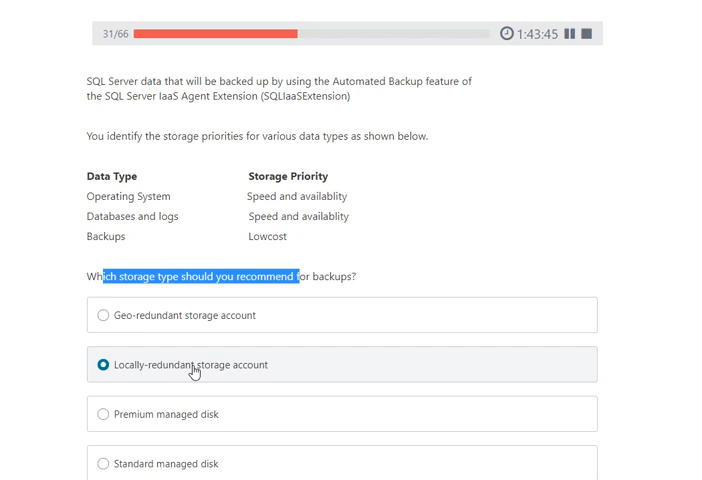 31/66 1:43:45
SQL Server data that will be backed up by using the Automated Backup feature of
the SQL Server IaaS Agent Extension (SQLIaaSExtension)
You identify the storage priorities for various data types as shown below.
Data Type Storage Priority
Operating System Speed and availablity
Databases and logs Speed and availablity
Backups Lowcost
Which storage type should you recommend for backups?
Geo-redundant storage account
Locally-redundant storage account
Premium managed disk
Standard managed disk